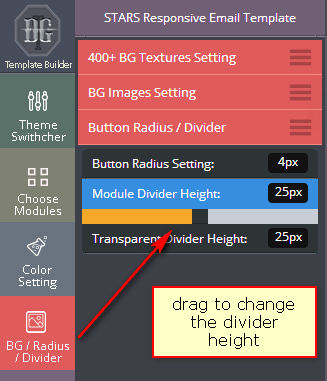 BG
Template Builder
STARS Responsive Email Template
400+ BG Textures Setting
BG Images Setting
Button Radius / Divider
Theme
Swithcher
Choose
Modules
Color
Setting
BG / Radius
/ Divider
Button Radius Setting:
4px
Module Divider Height:
25px
Transparent Divider Height:
25px
drag to change
the divider
height